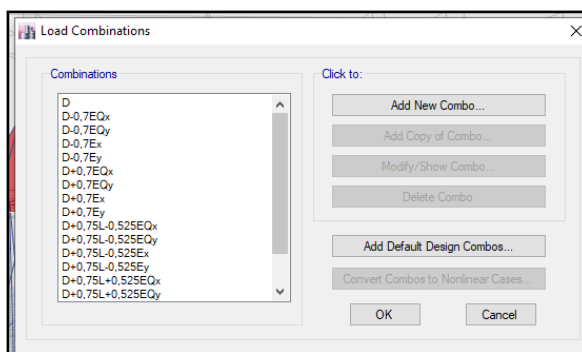 Load Combinations
Combinations
D
D-0,7EQx
D-0,7EQy
D-0,7Ex
D-0,7Ey
D+0,7EQx
D+0,7EQy
D+0,7Ex
D+0,7Ey
D+0,75L-0,525EQx
D+0,75L-0,525EQy
D+0,75L-0,525Ex
D+0,75L-0,525Ey
D+0,75L+0,525EQx
D+0,75L+0,525EQy
Click to:
Add New Combo...
Add Copy of Combo...
Modify/Show Combo...
Delete Combo
Add Default Design Combos...
Convert Combos to Nonlinear Cases...
OK
Cancel